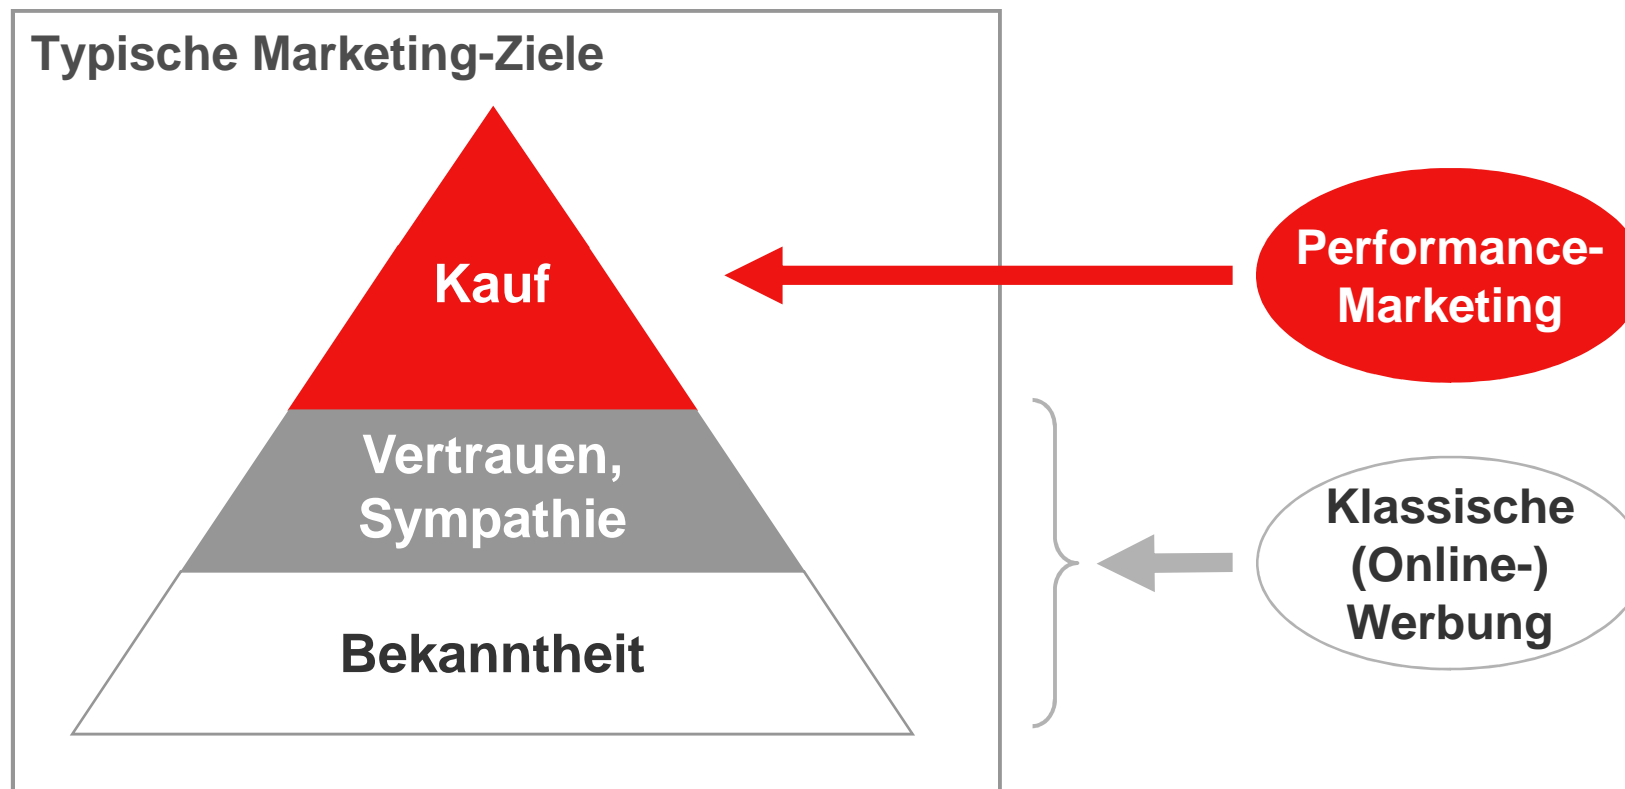 Typische Marketing-Ziele
Kauf
Performance-
Marketing
Vertrauen,
Sympathie
Klassische
(Online-)
Werbung
Bekanntheit